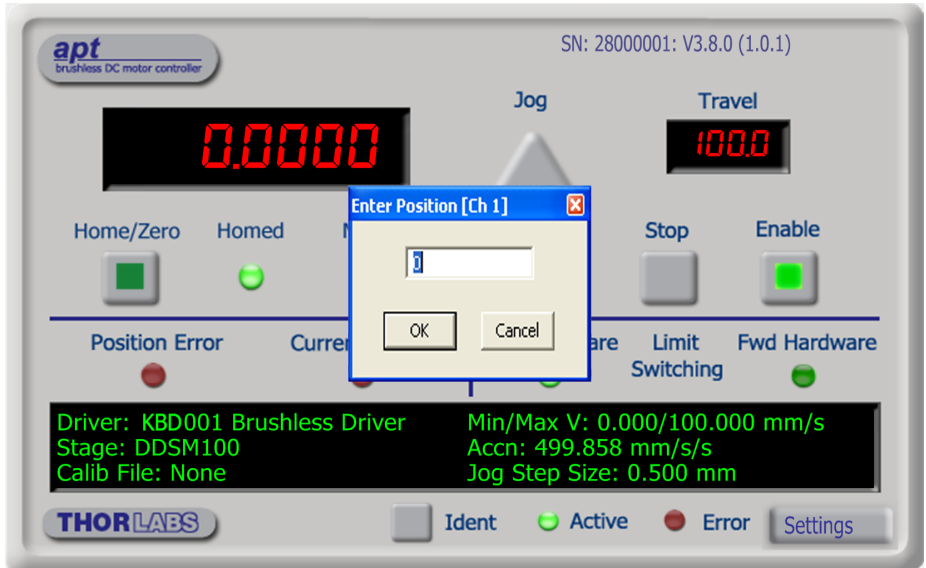 apt
brushless DC motor controller
SN: 28000001: V3.8.0 (1.0.1)
Jog
Travel
0.0000
100.0
Enter Position [Ch 1]
Home/Zero
Homed
Stop
Enable
0
OK
Cancel
Position Error
Limit
Switching
Fwd Hardware
Driver: KBD001 Brushless Driver
Min/Max V: 0.000/100.000 mm/s
Stage: DDSM100
Accn: 499.858 mm/s/s
Calib File: None
Jog Step Size: 0.500 mm
THORLABS
Ident
Active
Error
Settings